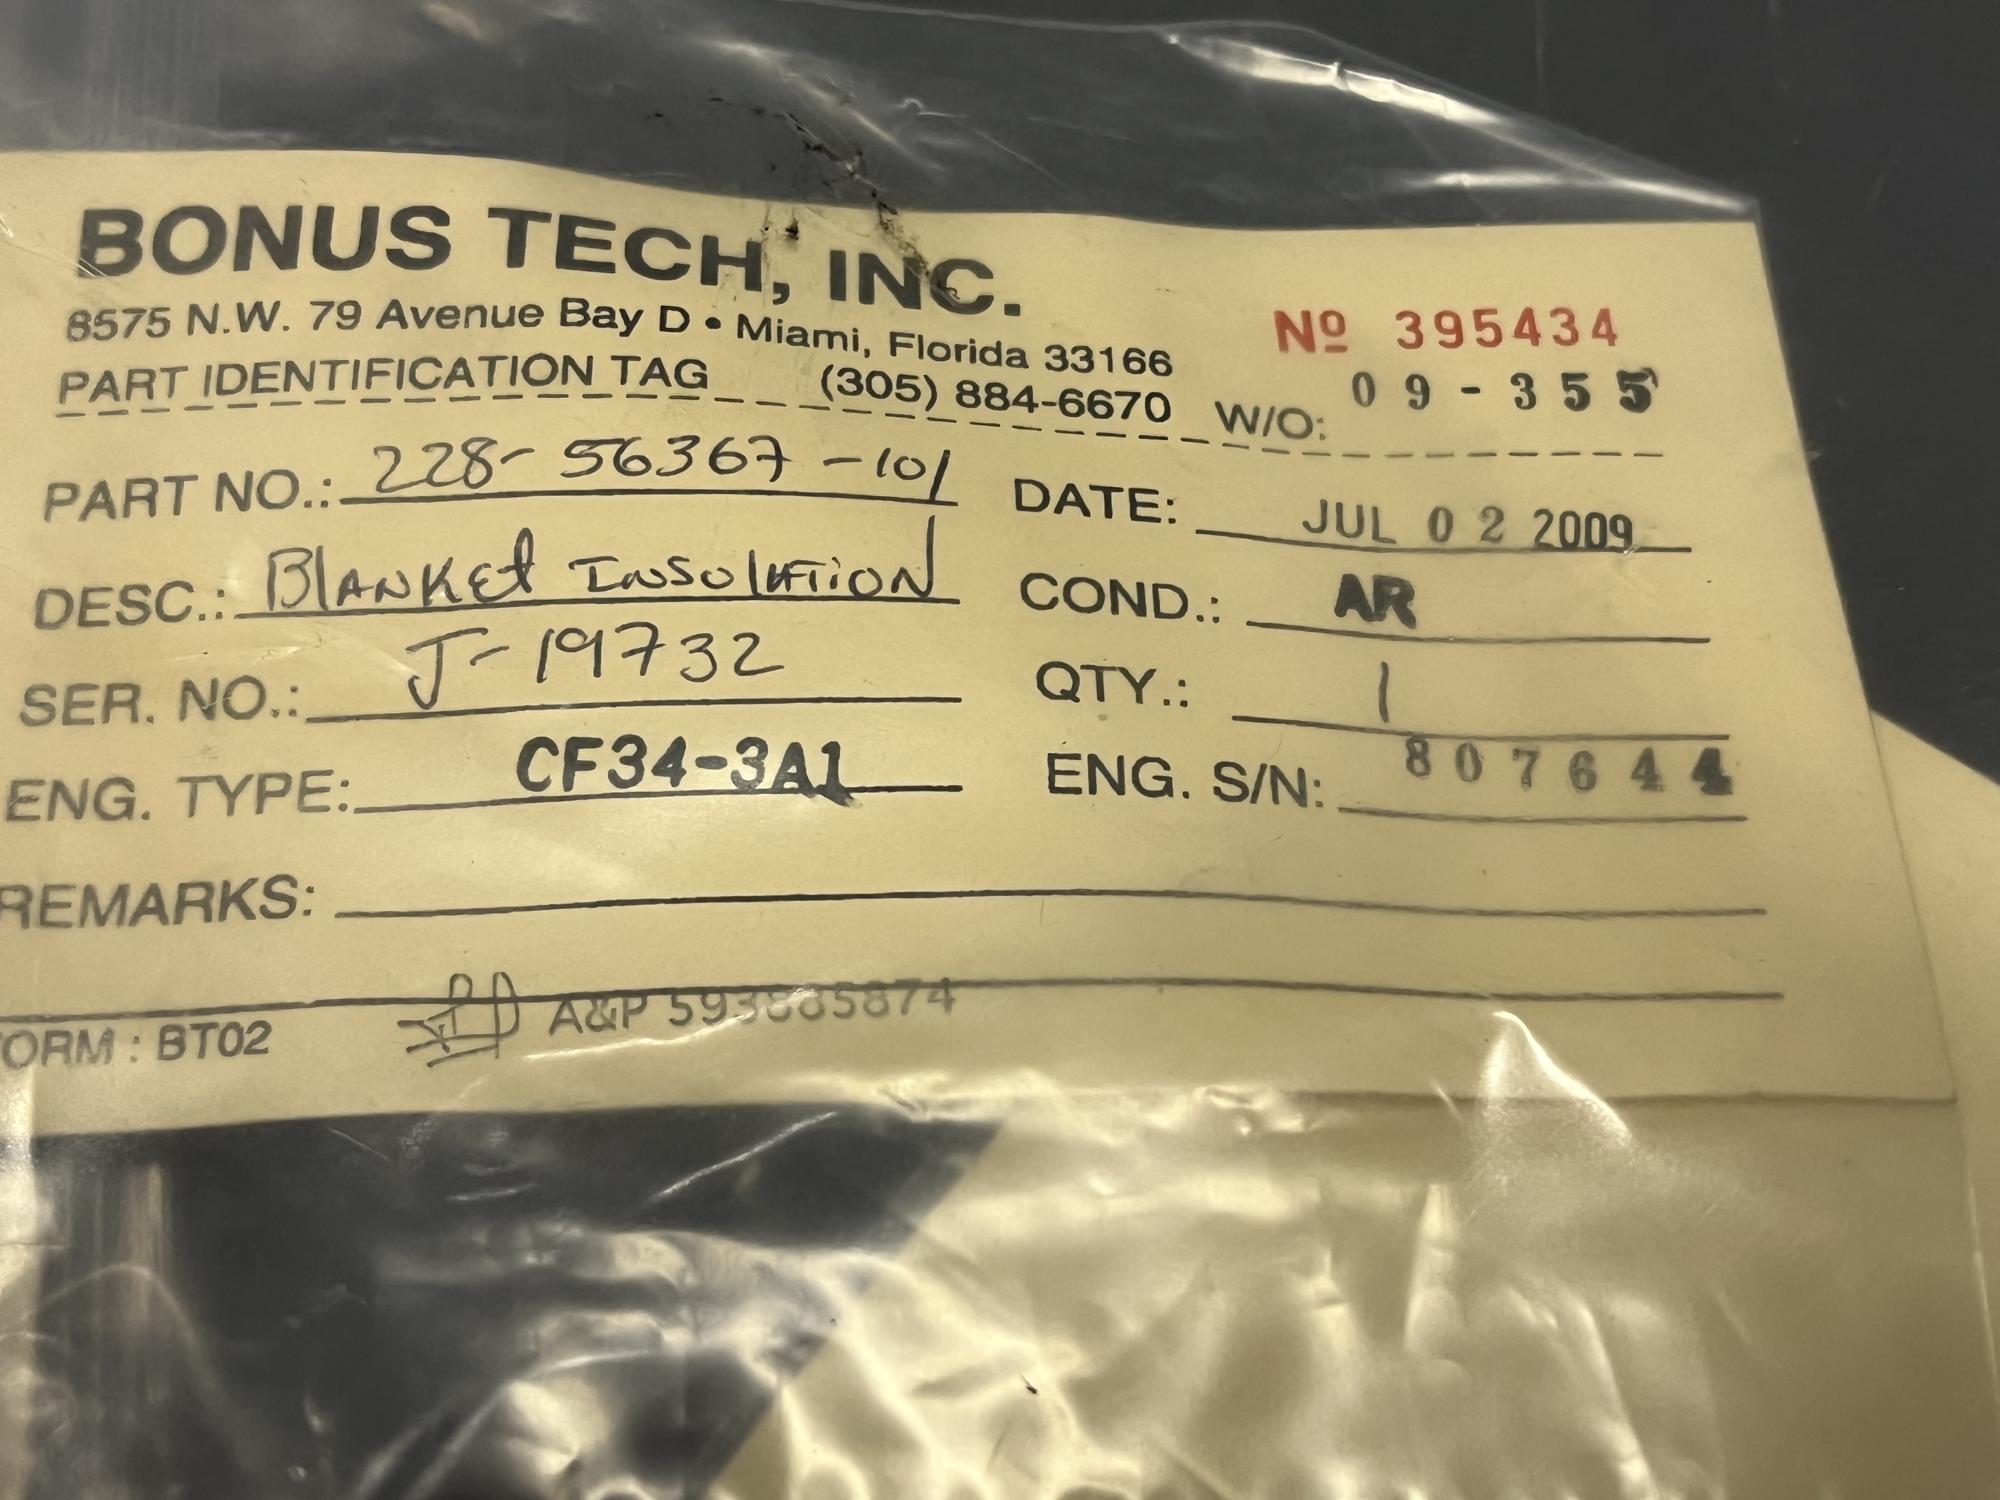 BONUS TECH, INC.
8575 N.W. 79 Avenue Bay D • Miami, Florida 33166
PART IDENTIFICATION TAG (305) 884-6670
Nº 395434
W/O: 09-355
PART NO.: 228-56367-101
DATE: JUL 02 2009
DESC.: Blanket Insolution
COND.: AR
SER. NO.: J-19732
QTY.: 1
ENG. TYPE: CF34-3A1
ENG. S/N: 807644
REMARKS:
ORM : BT02 A&P